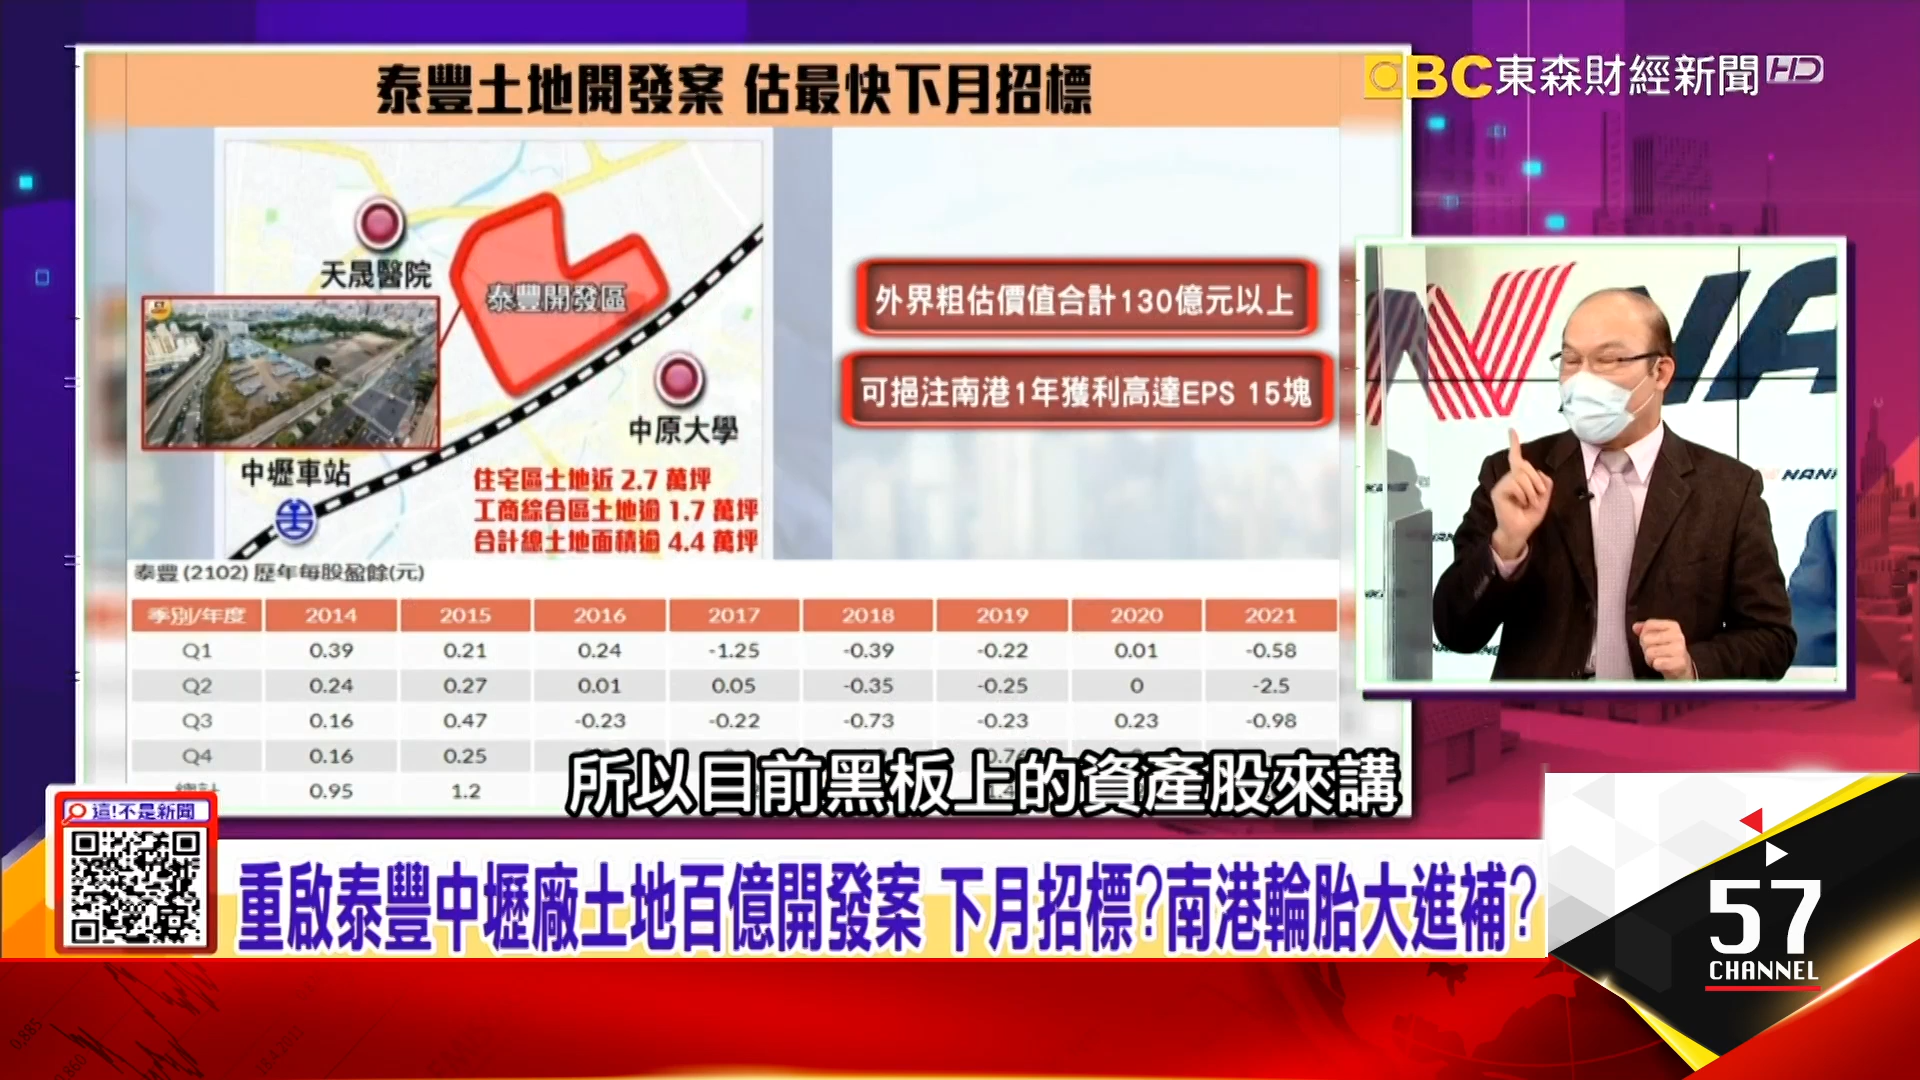 泰豐土地開發案 估最快下月招標
EBC東森財經新聞HD
天晟醫院
泰豐開發區
中原大學
中壢車站
住宅區土地近 2.7 萬坪
工商綜合區土地逾 1.7 萬坪
合計總土地面積逾 4.4 萬坪
外界粗估價值合計130億元以上
可挹注南港1年獲利高達EPS 15塊
泰豐 (2102) 歷年每股盈餘(元)
季別/年度 2014 2015 2016 2017 2018 2019 2020 2021
Q1 0.39 0.21 0.24 -1.25 -0.39 -0.22 0.01 -0.58
Q2 0.24 0.27 0.01 0.05 -0.35 -0.25 0 -2.5
Q3 0.16 0.47 -0.23 -0.22 -0.73 -0.23 0.23 -0.98
Q4 0.16 0.25
總計 0.95 1.2
所以目前黑板上的資產股來講
這!不是新聞
重啟泰豐中壢廠土地百億開發案 下月招標?南港輪胎大進補?
57
CHANNEL
NAN